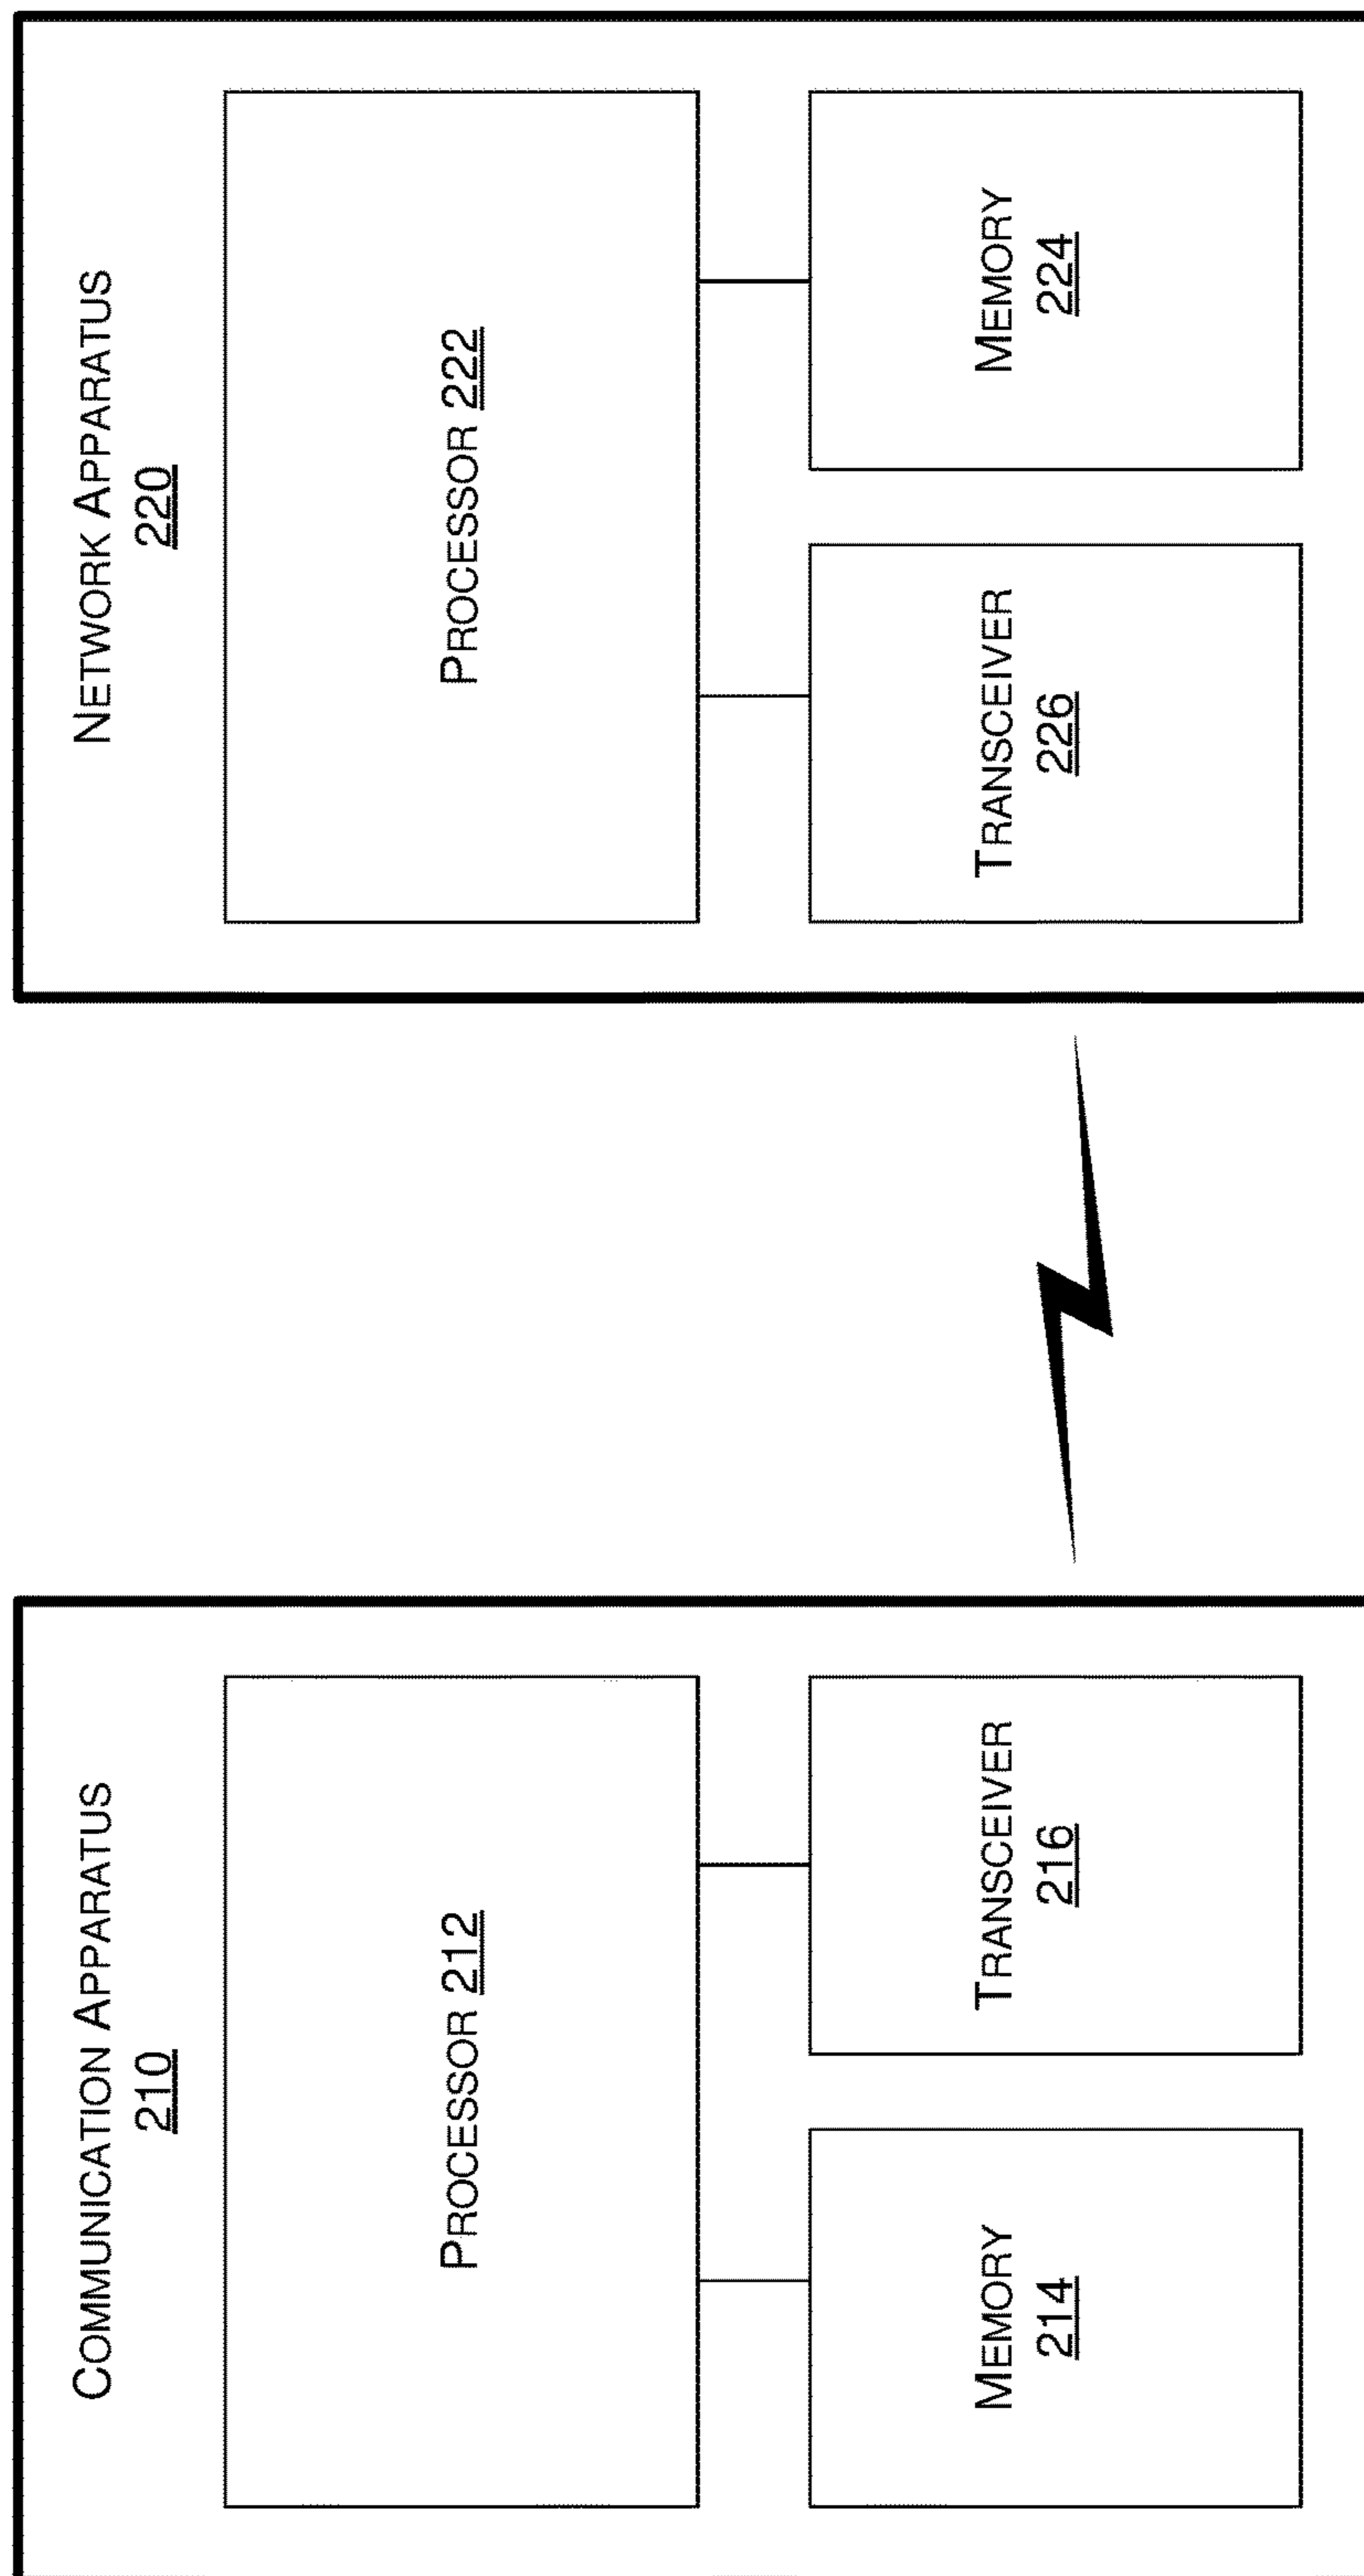 COMMUNICATION APPARATUS
210
PROCESSOR 212
MEMORY
214
TRANSCEIVER
216
NETWORK APPARATUS
220
PROCESSOR 222
TRANSCEIVER
226
MEMORY
224